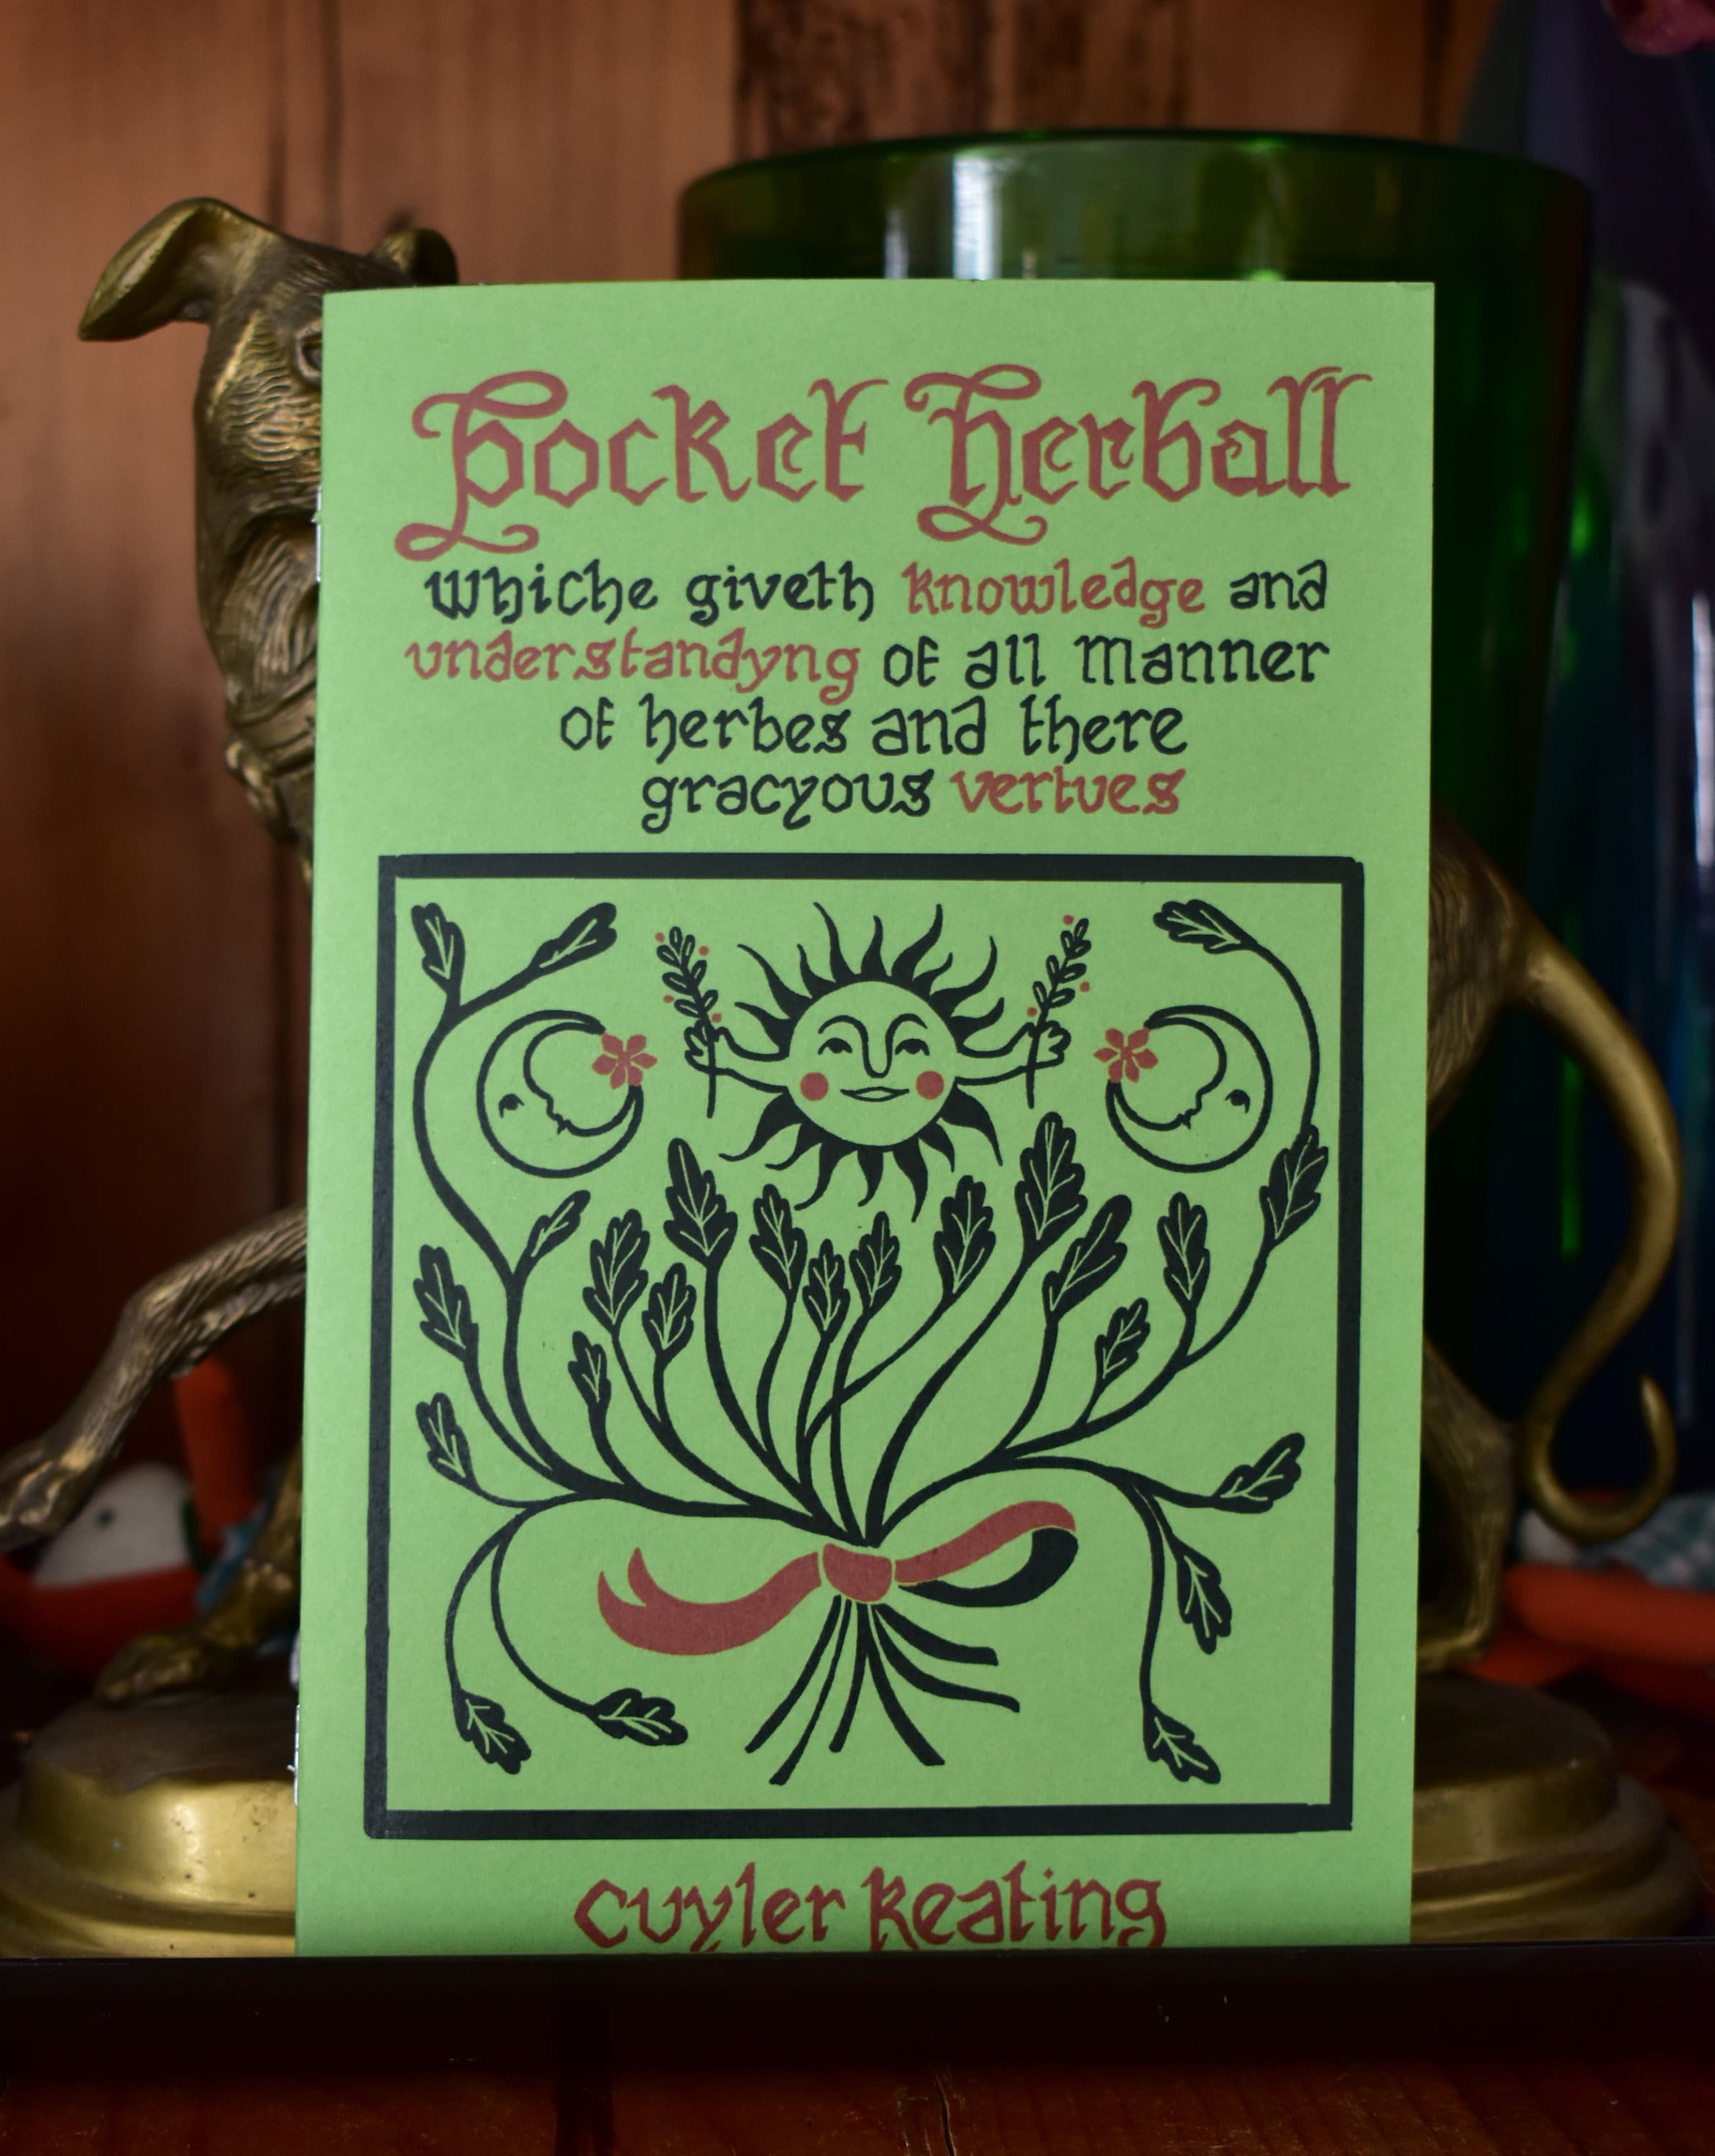 Pocket Herball
whiche giveth knowledge and
understandyng of all manner
of herbes and there
gracyous vertues
cuyler keating